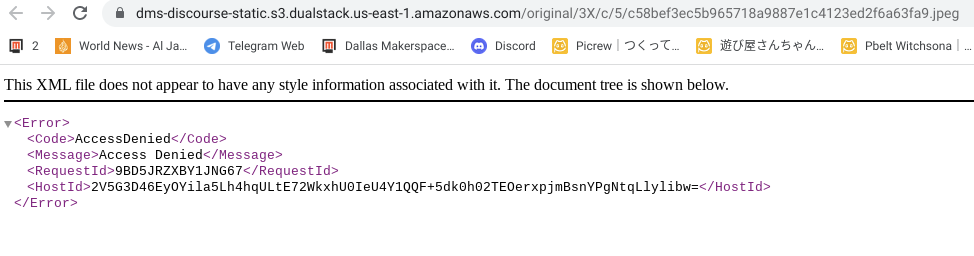 dms-discourse-static.s3.dualstack.us-east-1.amazonaws.com/original/3X/c/5/c58bef3ec5b965718a9887e1c4123ed2f6a63fa9.jpeg
2 World News - Al Ja... Telegram Web Dallas Makerspace... Discord Picrew｜つくって... 遊び屋さんちゃん... Pbelt Witchsona｜...
This XML file does not appear to have any style information associated with it. The document tree is shown below.
<Error>
<Code>AccessDenied</Code>
<Message>Access Denied</Message>
<RequestId>9BD5JRZXBY1JNG67</RequestId>
<HostId>2V5G3D46EyOYila5Lh4hqULtE72WkxhU0IeU4Y1QQF+5dk0h02TEOerxpjmBsnYPgNtqLlylibw=</HostId>
</Error>